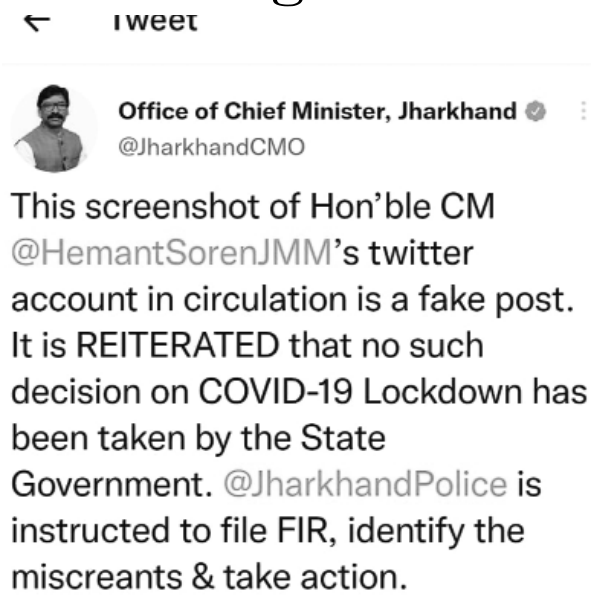 Tweet
Office of Chief Minister, Jharkhand
@JharkhandCMO
This screenshot of Hon'ble CM
@HemantSorenJMM's twitter
account in circulation is a fake post.
It is REITERATED that no such
decision on COVID-19 Lockdown has
been taken by the State
Government. @JharkhandPolice is
instructed to file FIR, identify the
miscreants & take action.